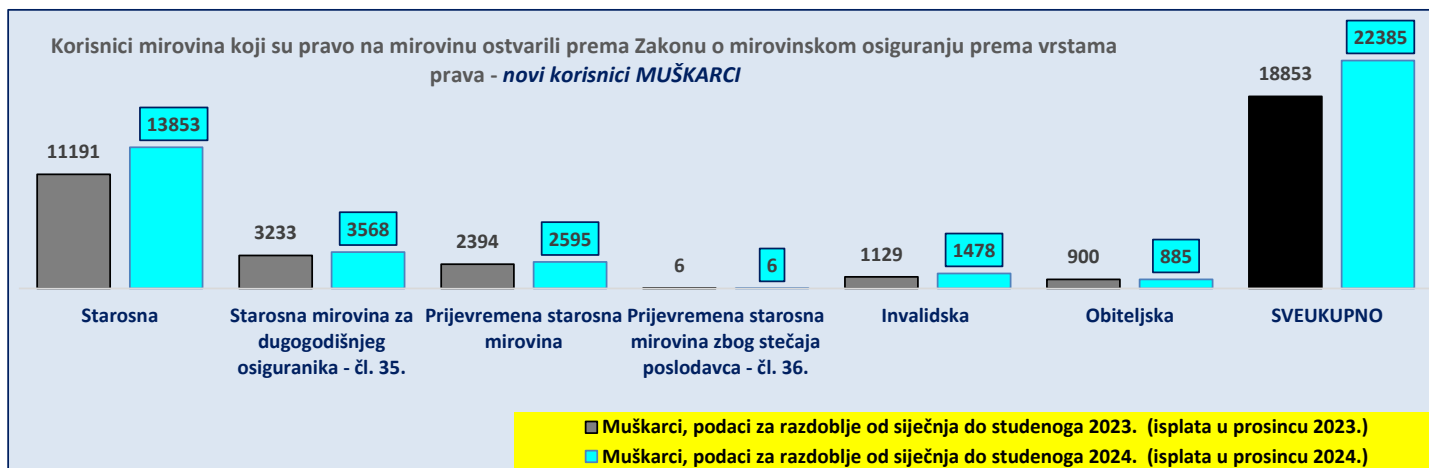 Korisnici mirovina koji su pravo na mirovinu ostvarili prema Zakonu o mirovinskom osiguranju prema vrstama
prava - novi korisnici MUŠKARCI
11191
13853
3233
3568
2394
2595
6
6
1129
1478
900
885
18853
22385
Starosna
Starosna mirovina za
dugogodišnjeg
osiguranika - čl. 35.
Prijevremena starosna
mirovina
Prijevremena starosna
mirovina zbog stečaja
poslodavca - čl. 36.
Invalidska
Obiteljska
SVEUKUPNO
Muškarci, podaci za razdoblje od siječnja do studenoga 2023. (isplata u prosincu 2023.)
Muškarci, podaci za razdoblje od siječnja do studenoga 2024. (isplata u prosincu 2024.)